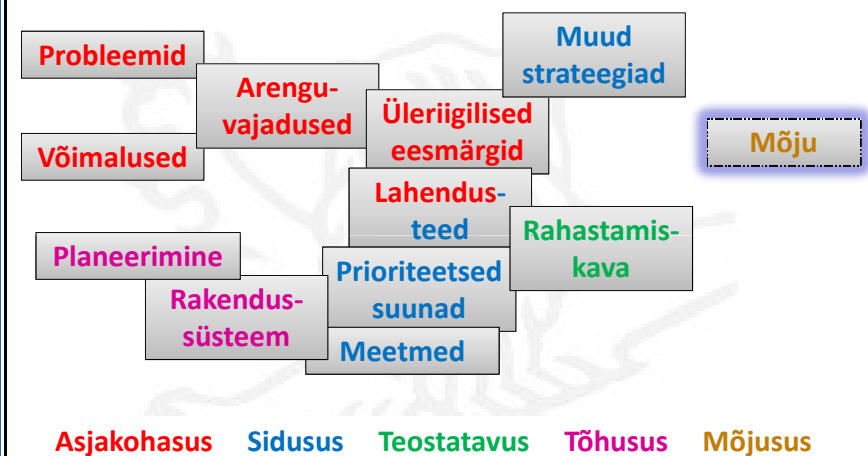 Probleemid
Muud
strateegiad
Arengu-
vajadused
Üleriigilised
eesmärgid
Mõju
Võimalused
Lahendus-
teed
Rahastamis-
kava
Planeerimine
Prioriteetsed
suunad
Rakendus-
süsteem
Meetmed
Asjakohasus Sidusus Teostatavus Tõhusus Mõjusus